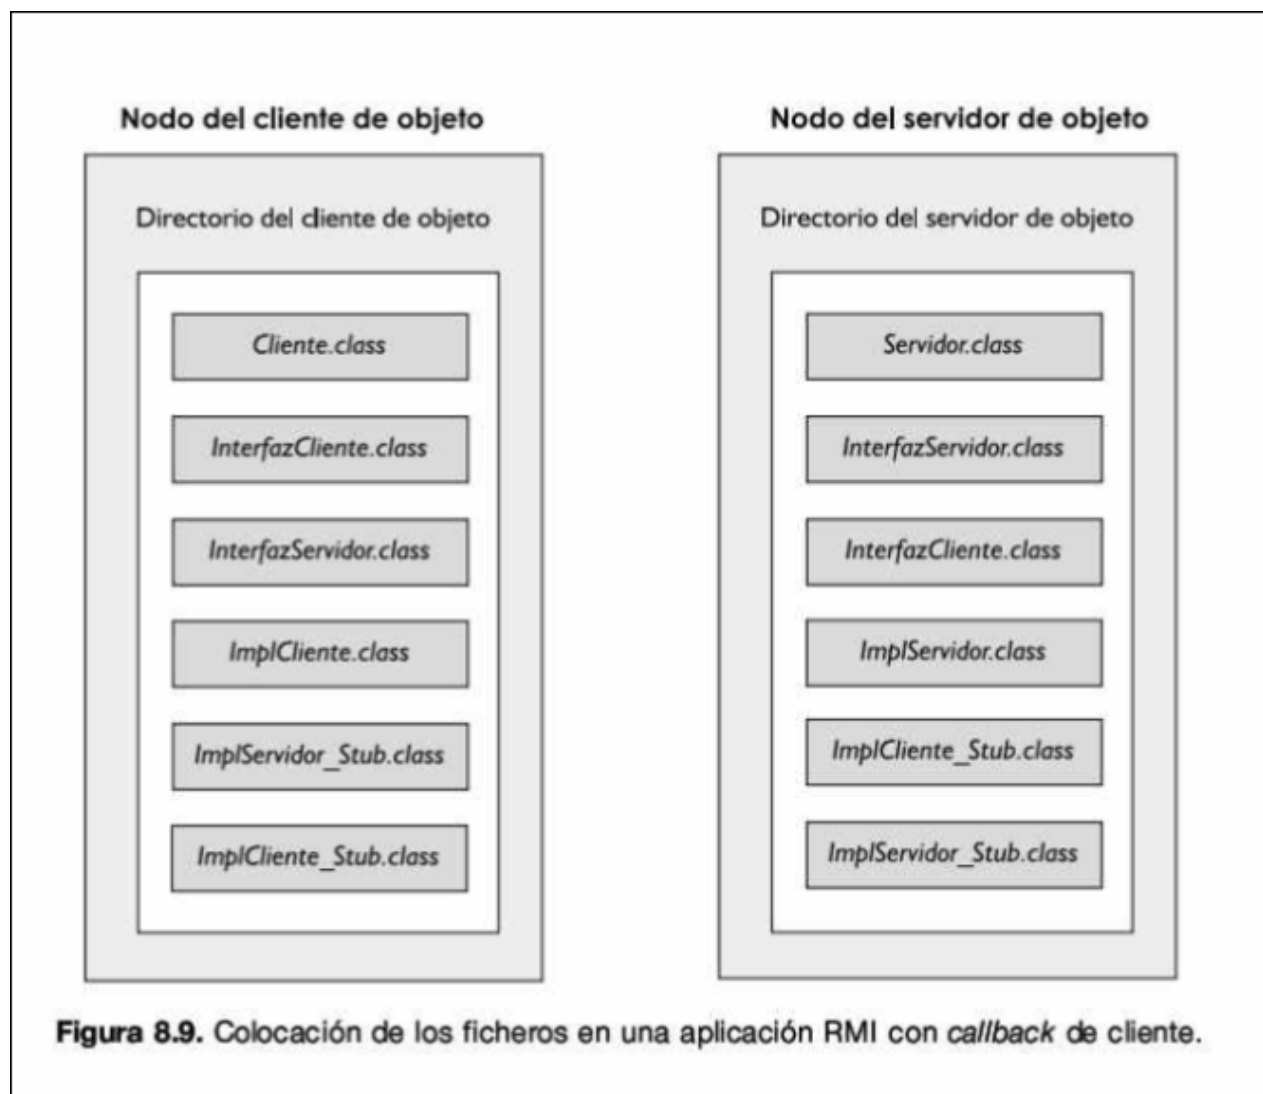 Nodo del cliente de objeto
Directorio del cliente de objeto
Cliente.class
InterfazCliente.class
InterfazServidor.class
ImplCliente.class
ImplServidor_Stub.class
ImplCliente_Stub.class
Nodo del servidor de objeto
Directorio del servidor de objeto
Servidor.class
InterfazServidor.class
InterfazCliente.class
ImplServidor.class
ImplCliente_Stub.class
ImplServidor_Stub.class
Figura 8.9. Colocación de los ficheros en una aplicación RMI con callback de cliente.